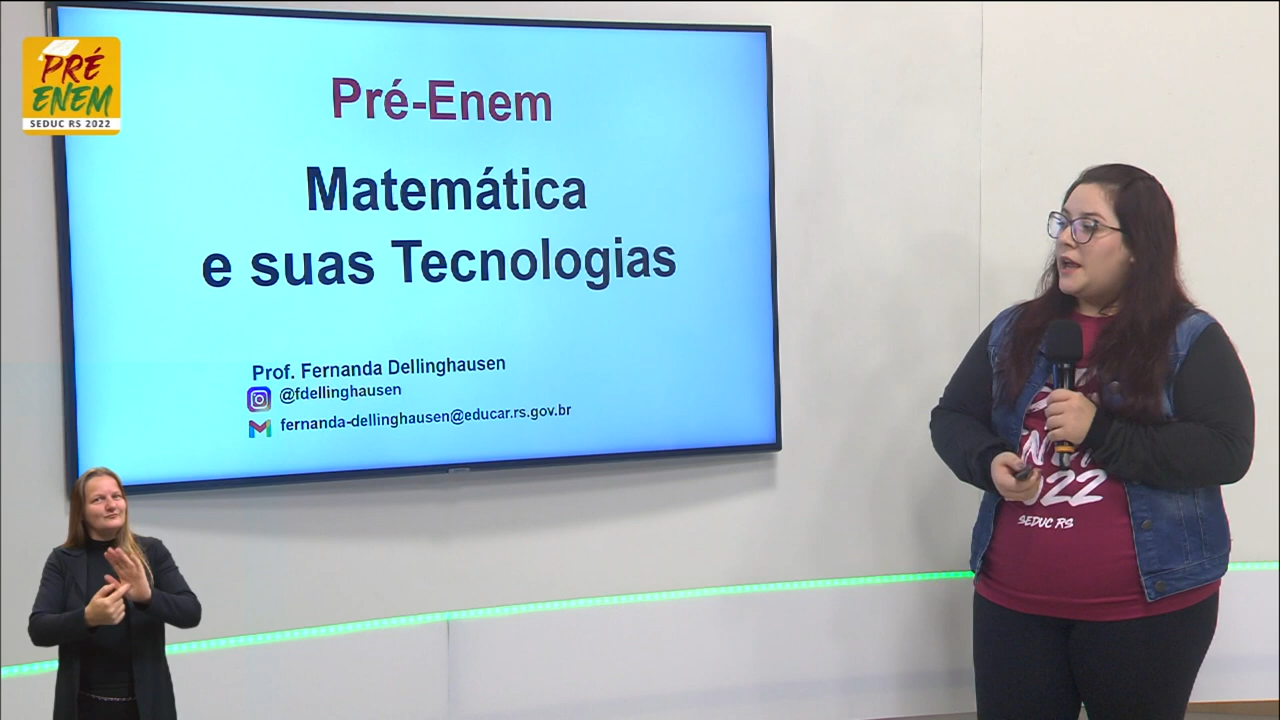 PRÉ
ENEM
SEDUC RS 2022
Pré-Enem
Matemática
e suas Tecnologias
Prof. Fernanda Dellinghausen
@fdellinghausen
fernanda-dellinghausen@educar.rs.gov.br
2022
SEDUC RS